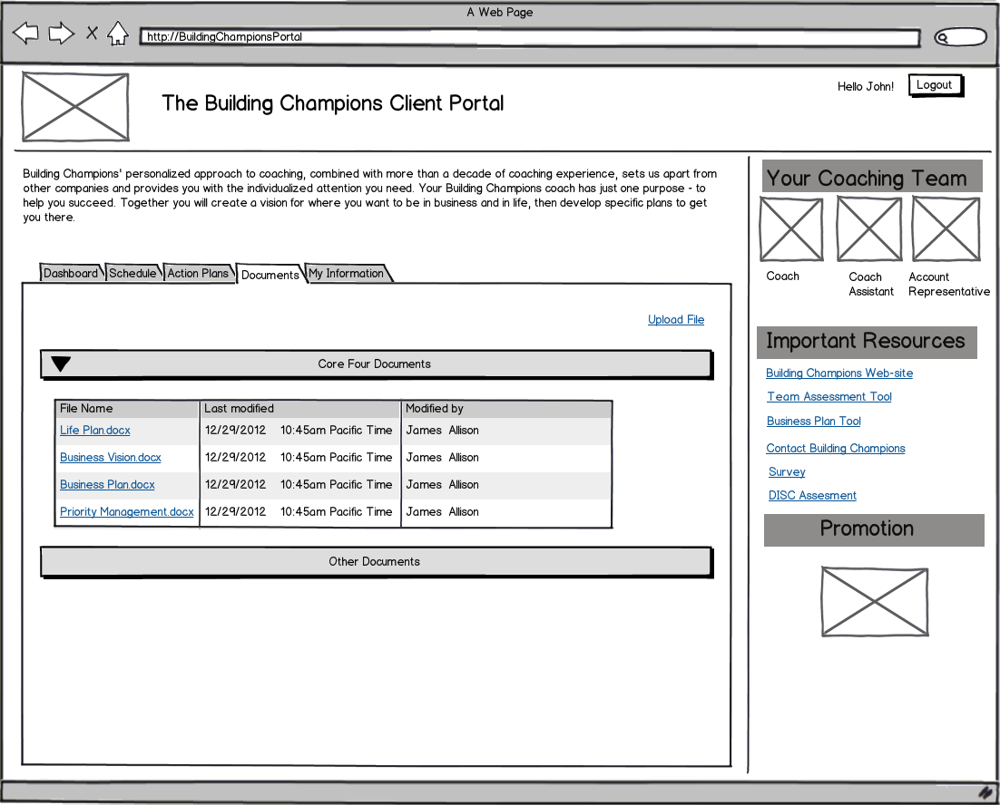 A Web Page
http://BuildingChampionsPortal
The Building Champions Client Portal
Hello John!
Logout
Building Champions' personalized approach to coaching, combined with more than a decade of coaching experience, sets us apart from
other companies and provides you with the individualized attention you need. Your Building Champions coach has just one purpose - to
help you succeed. Together you will create a vision for where you want to be in business and in life, then develop specific plans to get
you there.
Dashboard Schedule Action Plans Documents My Information
Upload File
Core Four Documents
File Name Last modified Modified by
Life Plan.docx 12/29/2012 10:45am Pacific Time James Allison
Business Vision.docx 12/29/2012 10:45am Pacific Time James Allison
Business Plan.docx 12/29/2012 10:45am Pacific Time James Allison
Priority Management.docx 12/29/2012 10:45am Pacific Time James Allison
Other Documents
Your Coaching Team
Coach
Coach
Assistant
Account
Representative
Important Resources
Building Champions Web-site
Team Assessment Tool
Business Plan Tool
Contact Building Champions
Survey
DISC Assesment
Promotion